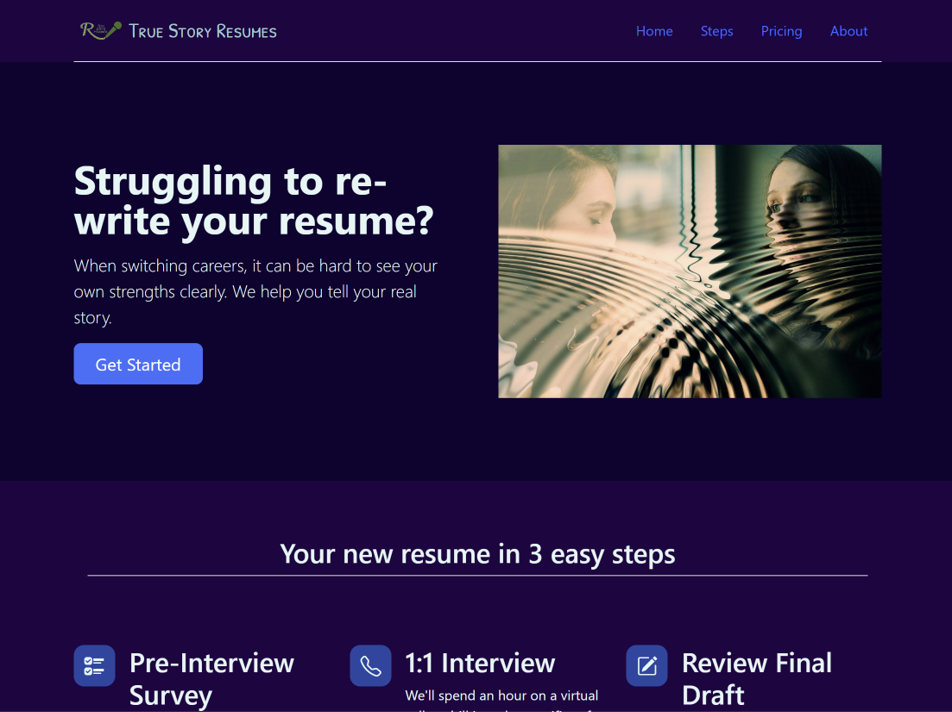 True Story Resumes
Home Steps Pricing About
Struggling to re-
write your resume?
When switching careers, it can be hard to see your
own strengths clearly. We help you tell your real
story.
Get Started
Your new resume in 3 easy steps
Pre-Interview
Survey
1:1 Interview
We'll spend an hour on a virtual
Review Final
Draft